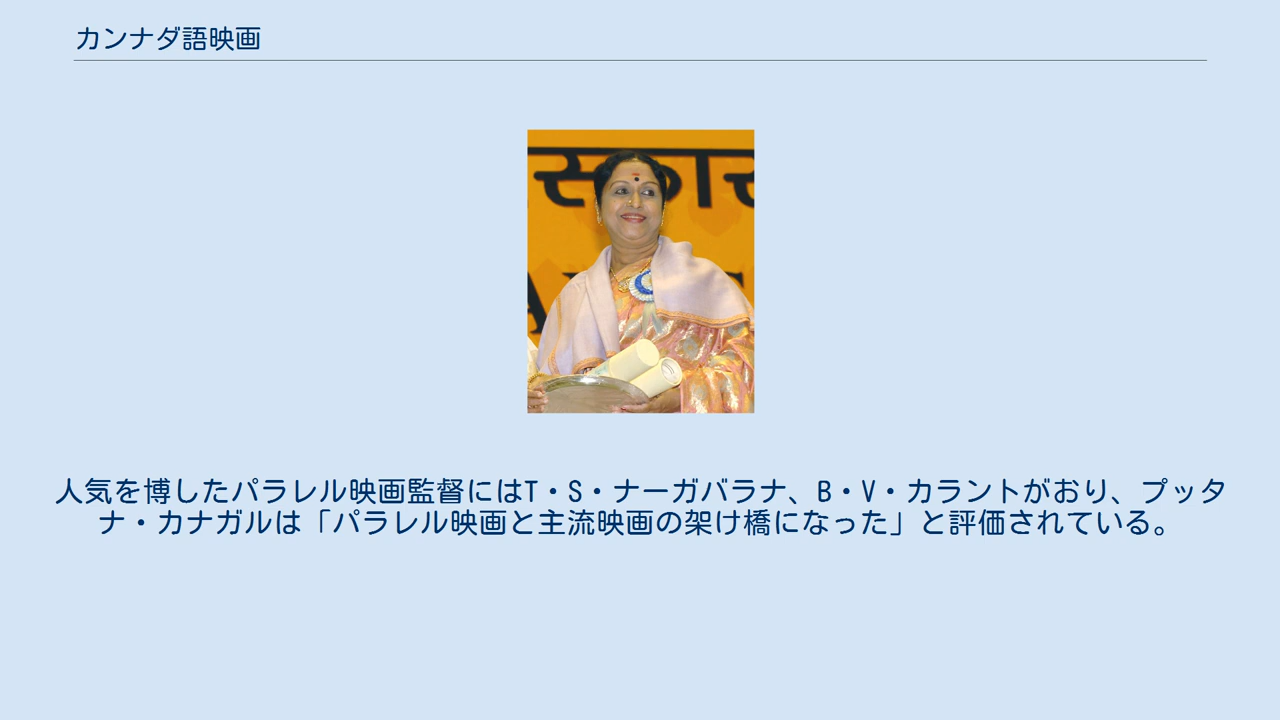 カンナダ語映画
स्का
人気を博したパラレル映画監督にはT・S・ナーガバラナ、B・V・カラントがおり、プッタ
ナ・カナガルは「パラレル映画と主流映画の架け橋になった」と評価されている。